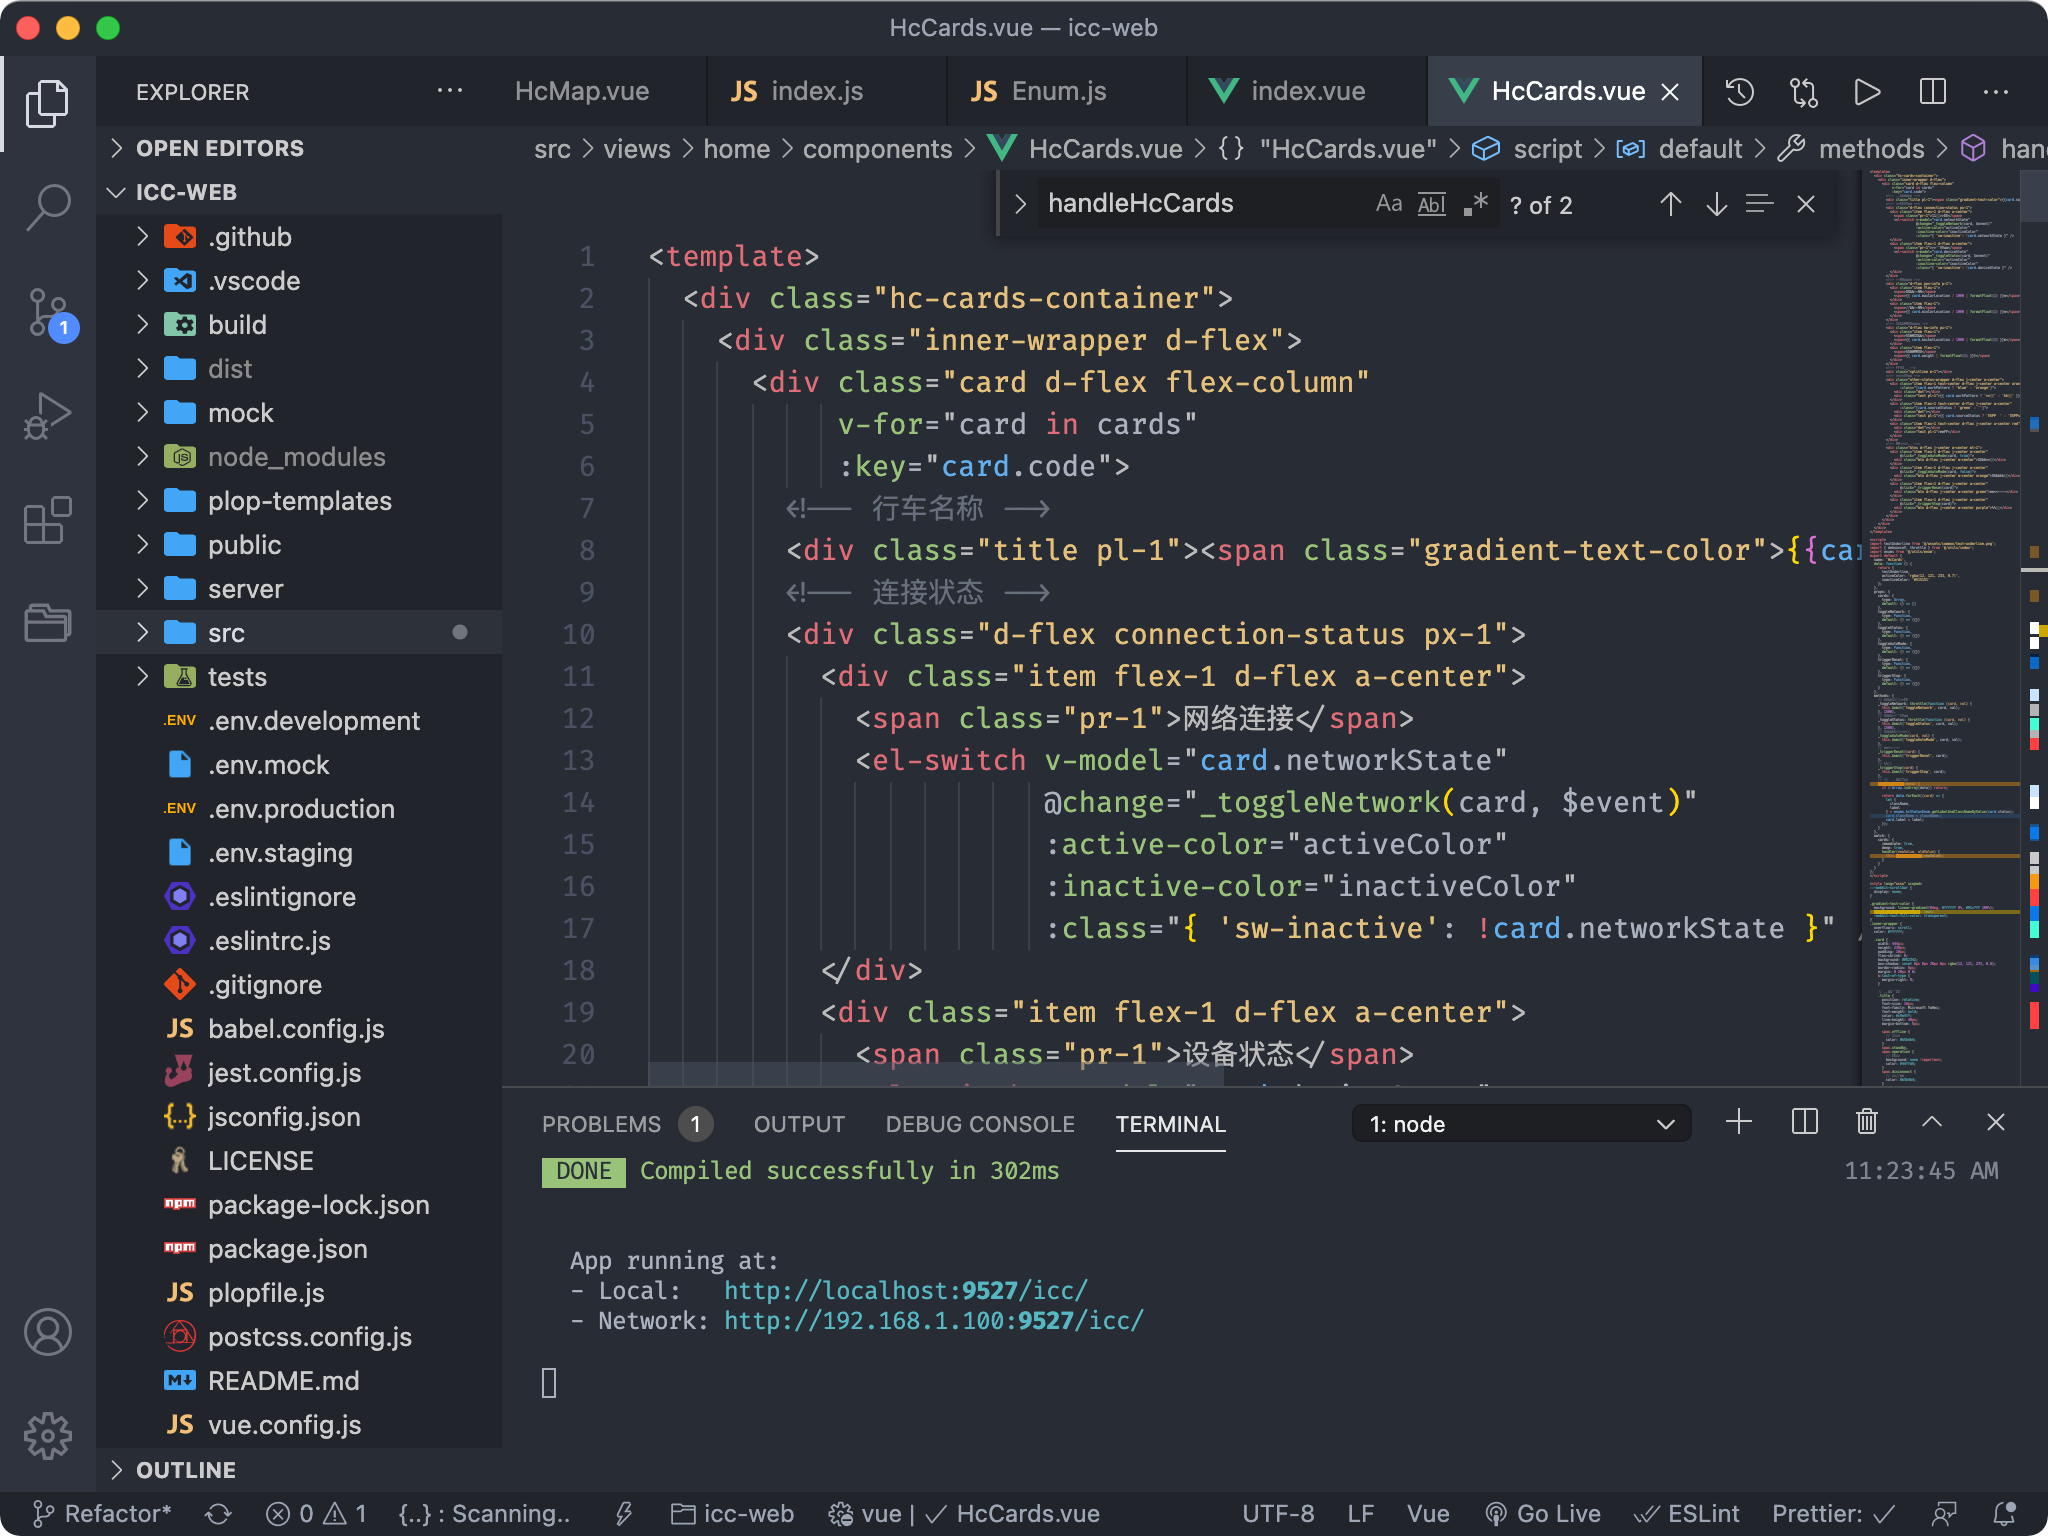 HcCards.vue — icc-web
EXPLORER
HcMap.vue
JS index.js
JS Enum.js
index.vue
HcCards.vue
OPEN EDITORS
ICC-WEB
src > views > home > components > HcCards.vue > {} "HcCards.vue" > script > default > methods >
handleHcCards
Aa Abl .* ? of 2
.github
.vscode
build
dist
mock
node_modules
plop-templates
public
server
src
tests
.ENV .env.development
.env.mock
.ENV .env.production
.env.staging
.eslintignore
.eslintrc.js
.gitignore
JS babel.config.js
jest.config.js
{..} jsconfig.json
LICENSE
npm package-lock.json
npm package.json
JS plopfile.js
postcss.config.js
M↓ README.md
JS vue.config.js
OUTLINE
1
1 <template>
2 <div class="hc-cards-container">
3 <div class="inner-wrapper d-flex">
4 <div class="card d-flex flex-column"
5 v-for="card in cards"
6 :key="card.code">
7 <!-- 行车名称 -->
8 <div class="title pl-1"><span class="gradient-text-color">{{car
9 <!-- 连接状态 -->
10 <div class="d-flex connection-status px-1">
11 <div class="item flex-1 d-flex a-center">
12 <span class="pr-1">网络连接</span>
13 <el-switch v-model="card.networkState"
14 @change="_toggleNetwork(card, $event)"
15 :active-color="activeColor"
16 :inactive-color="inactiveColor"
17 :class="{ 'sw-inactive': !card.networkState }" /
18 </div>
19 <div class="item flex-1 d-flex a-center">
20 <span class="pr-1">设备状态</span>
PROBLEMS 1 OUTPUT DEBUG CONSOLE TERMINAL 1: node
DONE Compiled successfully in 302ms 11:23:45 AM
App running at:
- Local: http://localhost:9527/icc/
- Network: http://192.168.1.100:9527/icc/
Refactor* 0 1 {..} : Scanning.. icc-web vue | ✓ HcCards.vue UTF-8 LF Vue Go Live ESLint Prettier: ✓